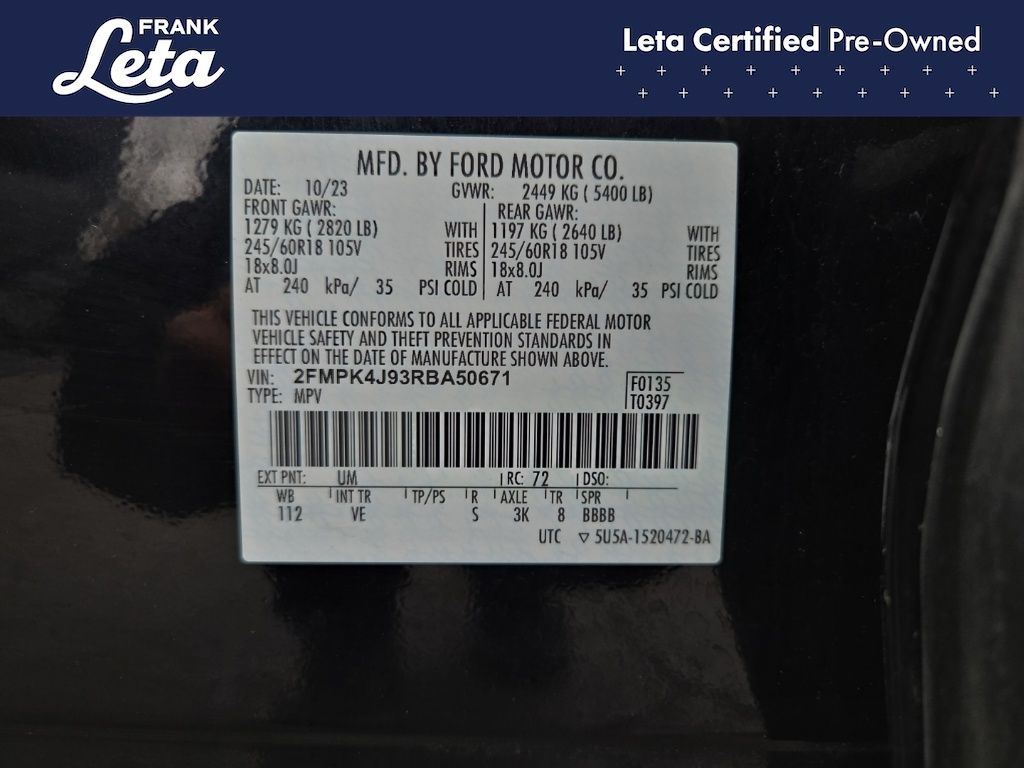 FRANK
Leta
Leta Certified Pre-Owned
MFD. BY FORD MOTOR CO.
DATE: 10/23 GVWR: 2449 KG ( 5400 LB)
FRONT GAWR: REAR GAWR:
1279 KG ( 2820 LB) WITH 1197 KG ( 2640 LB) WITH
245/60R18 105V TIRES 245/60R18 105V TIRES
18x8.0J RIMS 18x8.0J RIMS
AT 240 kPa/ 35 PSI COLD AT 240 kPa/ 35 PSI COLD
THIS VEHICLE CONFORMS TO ALL APPLICABLE FEDERAL MOTOR
VEHICLE SAFETY AND THEFT PREVENTION STANDARDS IN
EFFECT ON THE DATE OF MANUFACTURE SHOWN ABOVE.
VIN: 2FMPK4J93RBA50671 F0135
TYPE: MPV T0397
EXT PNT: UM RC: 72 DSO:
WB INT TR TP/PS R AXLE TR SPR
112 VE S 3K 8 BBBB
UTC ▽ 5U5A-1520472-BA